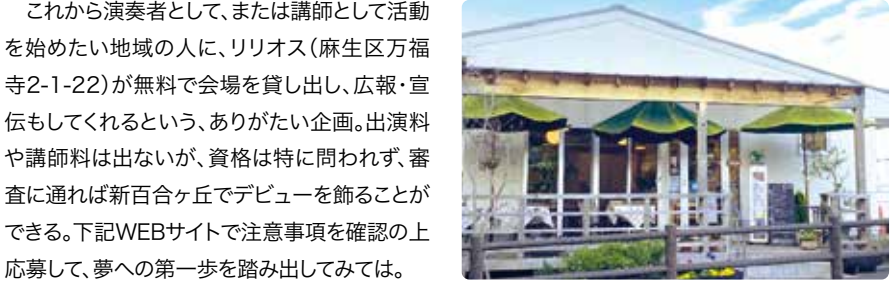 これから演奏者として、または講師として活動
を始めたい地域の人に、リリオス（麻生区万福
寺2-1-22）が無料で会場を貸し出し、広報・宣
伝もしてくれるという、ありがたい企画。出演料
や講師料は出ないが、資格は特に問われず、審
査に通れば新百合ヶ丘でデビューを飾ることが
できる。下記WEBサイトで注意事項を確認の上
応募して、夢への第一歩を踏み出してみては。